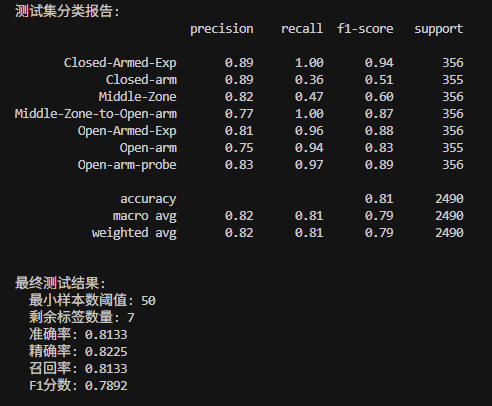 测试集分类报告:
precision recall f1-score support
Closed-Armed-Exp 0.89 1.00 0.94 356
Closed-arm 0.89 0.36 0.51 355
Middle-Zone 0.82 0.47 0.60 356
Middle-Zone-to-Open-arm 0.77 1.00 0.87 356
Open-Armed-Exp 0.81 0.96 0.88 356
Open-arm 0.75 0.94 0.83 355
Open-arm-probe 0.83 0.97 0.89 356
accuracy 0.81 2490
macro avg 0.82 0.81 0.79 2490
weighted avg 0.82 0.81 0.79 2490
最终测试结果:
最小样本数阈值: 50
剩余标签数量: 7
准确率: 0.8133
精确率: 0.8225
召回率: 0.8133
F1分数: 0.7892